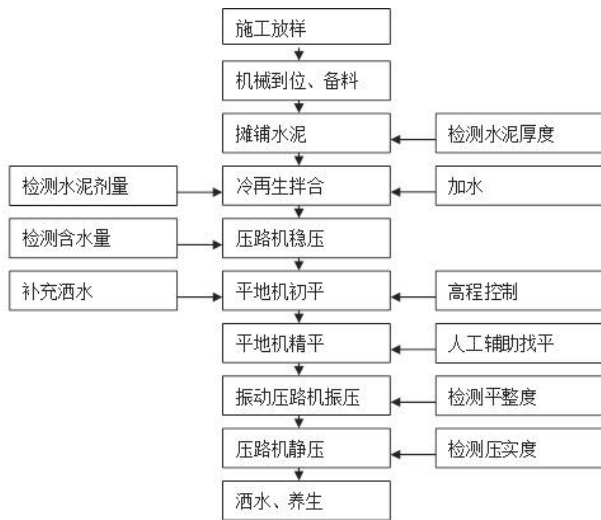 施工放样
机械到位、备料
摊铺水泥
检测水泥厚度
检测水泥剂量
冷再生拌合
加水
检测含水量
压路机稳压
补充洒水
平地机初平
高程控制
平地机精平
人工辅助找平
振动压路机振压
检测平整度
压路机静压
检测压实度
洒水、养生